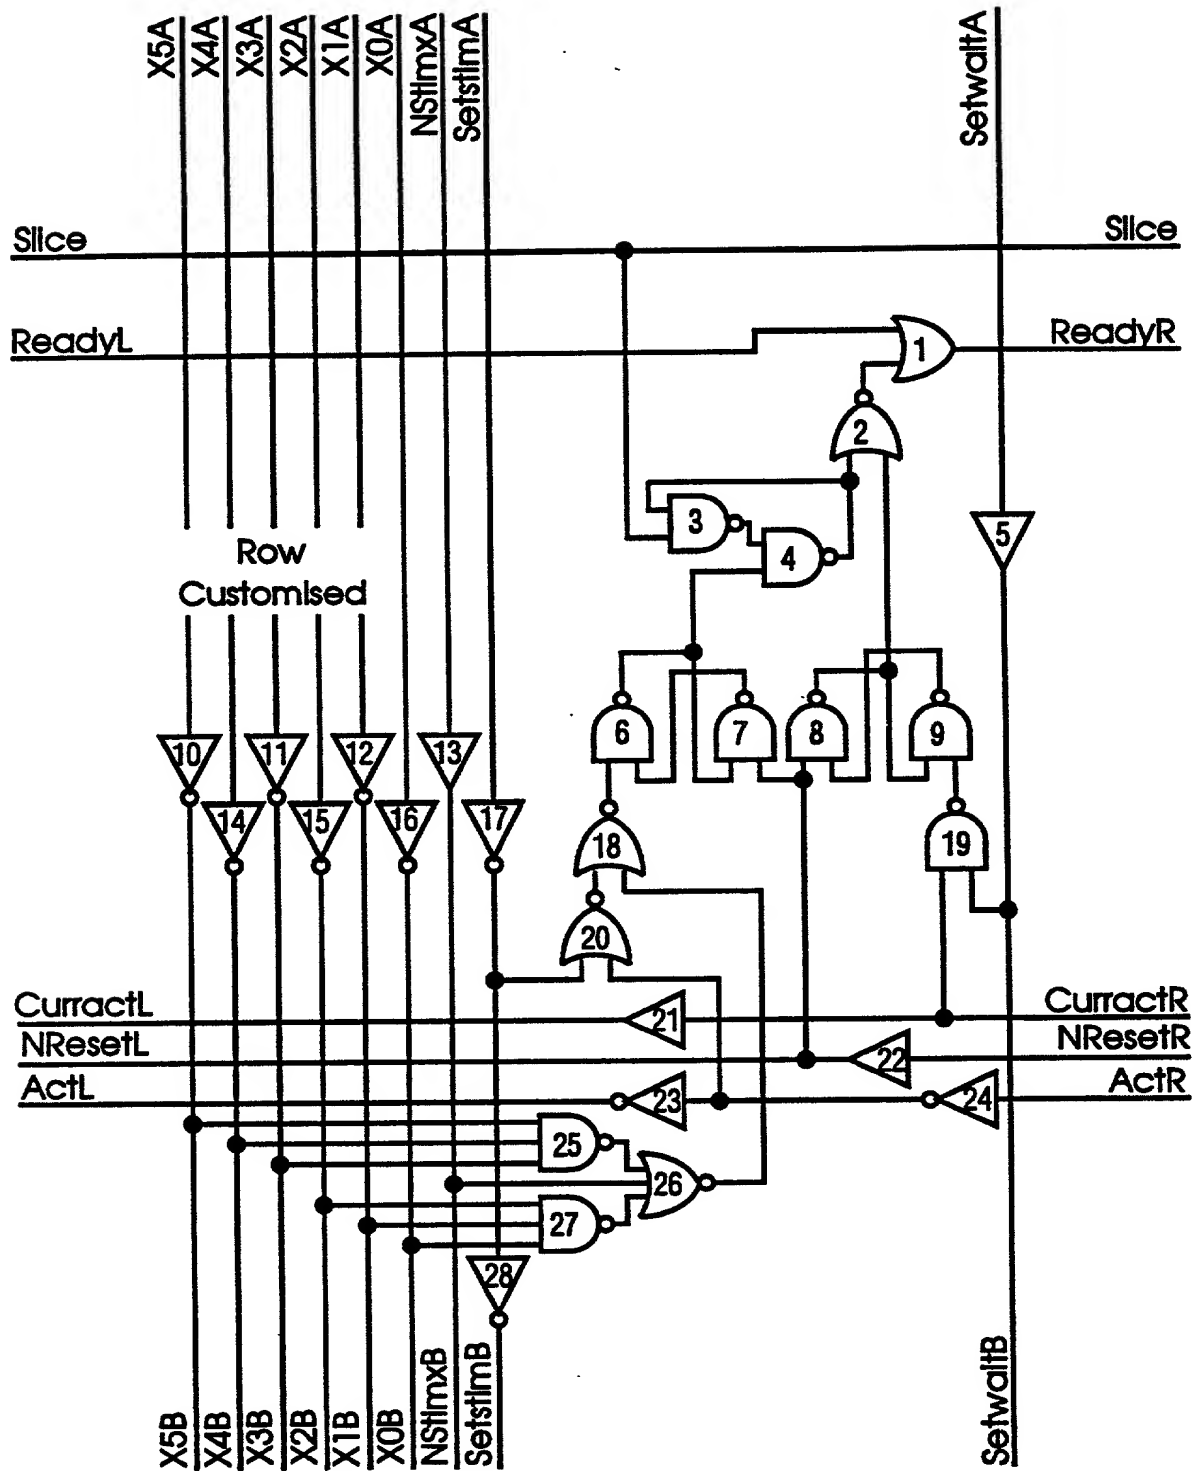 X5A
X4A
X3A
X2A
X1A
X0A
NStimxA
SetstimA
SetwaitA
Slice
Slice
ReadyL
ReadyR
1
2
3
4
5
Row
Customised
6
7
8
9
10
11
12
13
14
15
16
17
18
19
20
CurractL
21
CurractR
NResetL
22
NResetR
ActL
23
24
ActR
25
26
27
28
X5B
X4B
X3B
X2B
X1B
X0B
NStimxB
SetstimB
SetwaitB